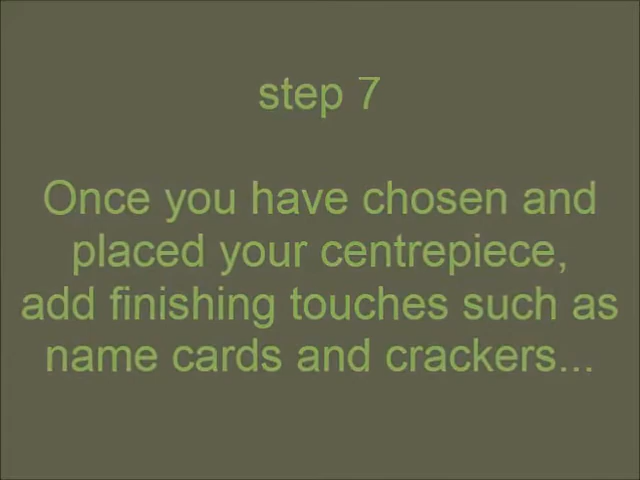 step 7
Once you have chosen and
placed your centrepiece,
add finishing touches such as
name cards and crackers...